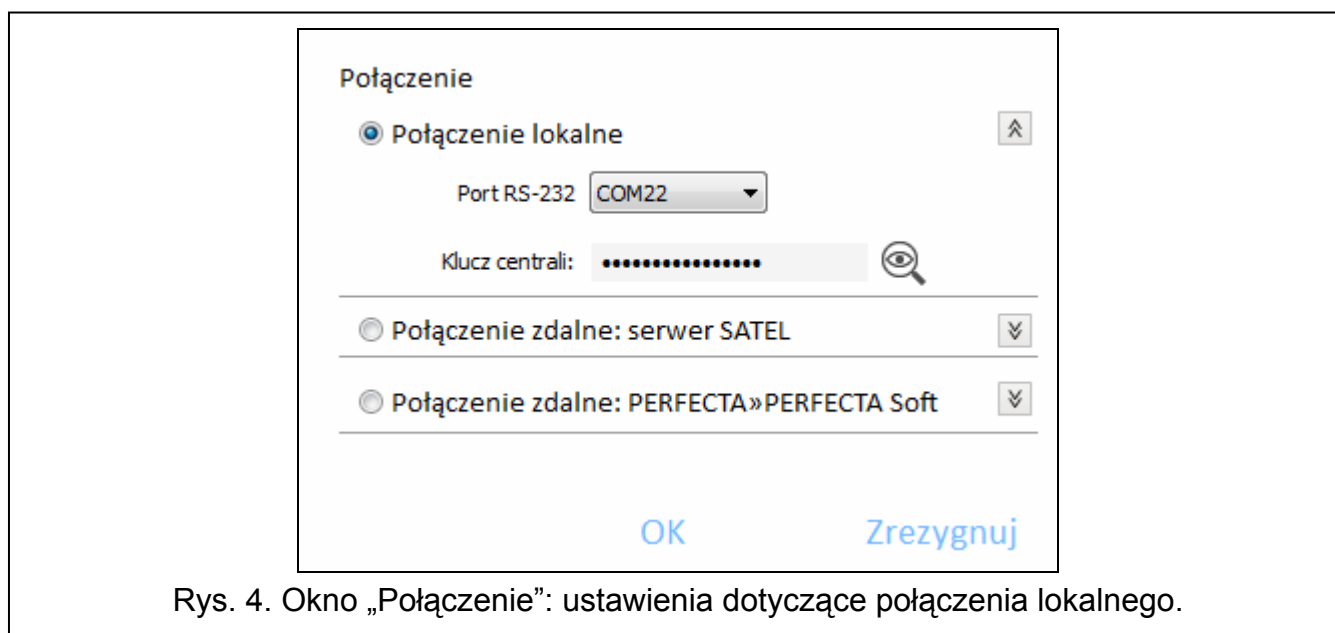 Połączenie
Połączenie lokalne
Port RS-232 COM22
Klucz centrali: ••••••••••••••••
Połączenie zdalne: serwer SATEL
Połączenie zdalne: PERFECTA»PERFECTA Soft
OK Zrezygnuj
Rys. 4. Okno „Połączenie”: ustawienia dotyczące połączenia lokalnego.